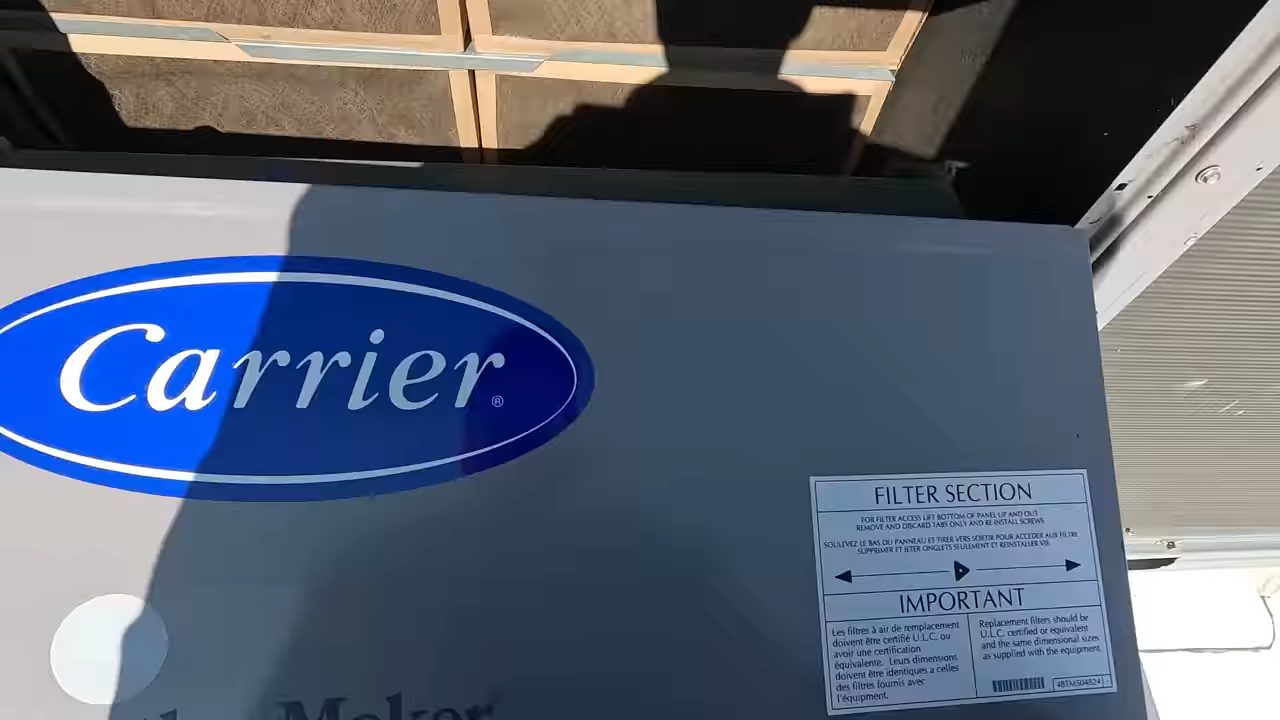 Carrier®
FILTER SECTION
FOR FILTER ACCESS LIFT BOTTOM OF PANEL UP AND OUT
REMOVE AND DISCARD TABS ONLY AND RE-INSTALL SCREWS
SOULEVEZ LE BAS DU PANNEAU ET TIRER VERS SORTIR POUR ACCEDER AUX FILTRE
SUPPRIMER ET JETER ONGLETS SEULEMENT ET REINSTALLER VIS
IMPORTANT
Les filtres à air de remplacement
doivent être certifié U.L.C. ou
avoir une certification
équivalente. Leurs dimensions
doivent être identiques a celles
des filtres fournis avec
l'équipment.
Replacement filters should be
U.L.C. certified or equivalent
and the same dimensional sizes
as supplied with the equipment.
48TM504824 -
Maker